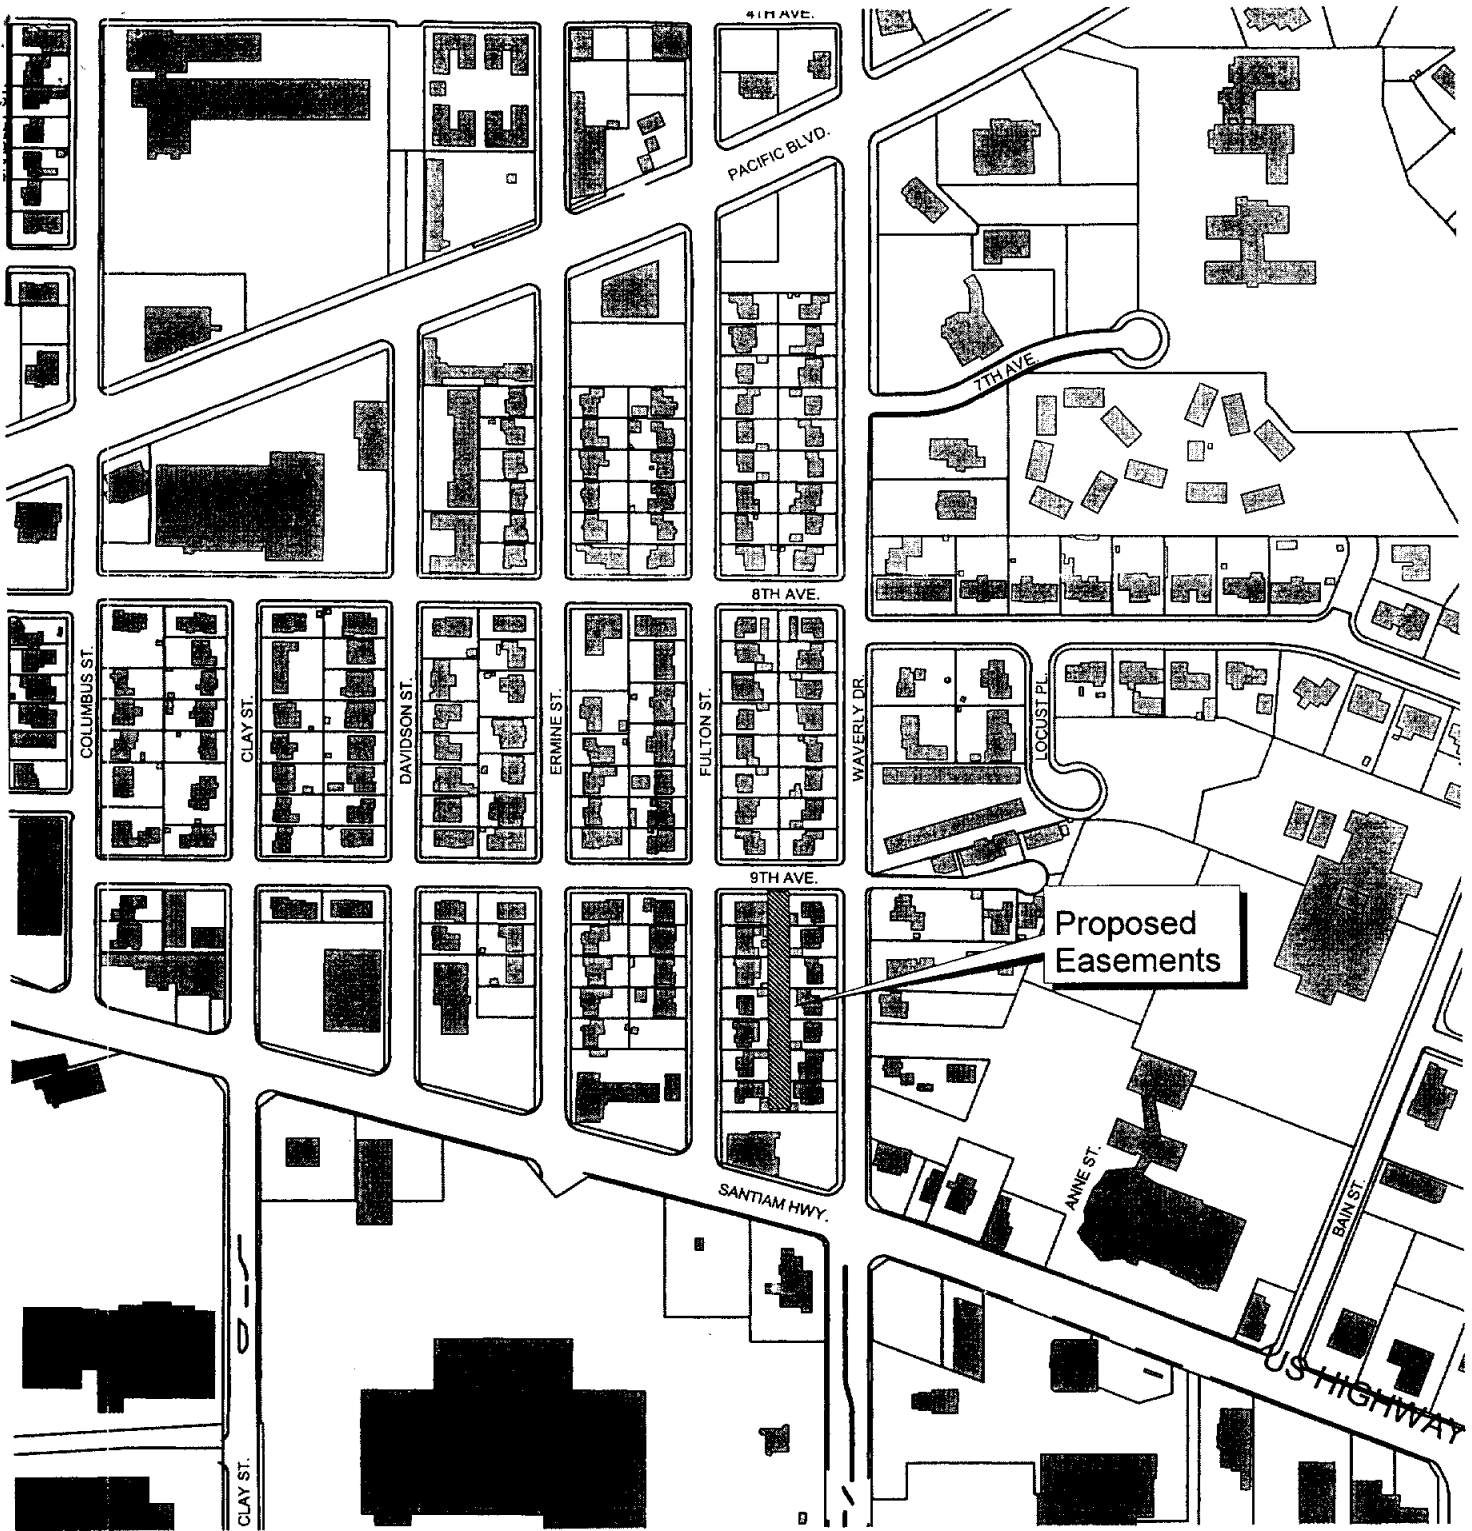 4TH AVE.
PACIFIC BLVD.
7TH AVE.
8TH AVE.
COLUMBUS ST.
CLAY ST.
DAVIDSON ST.
ERMINE ST.
FULTON ST.
WAVERLY DR.
LOCUST PL.
9TH AVE.
Proposed
Easements
ANNE ST.
BAIN ST.
SANTIAM HWY.
US HIGHWAY
CLAY ST.